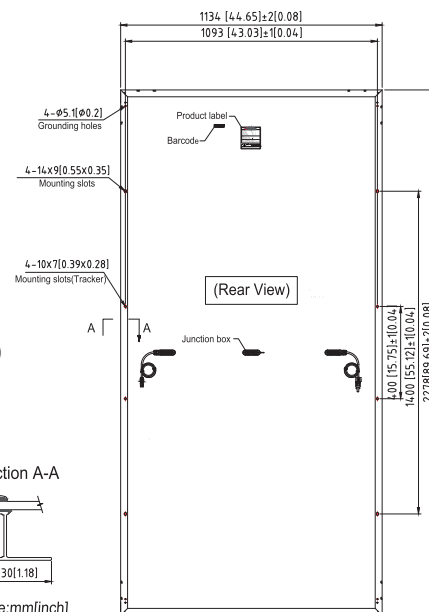 1134 [44.65]±2[0.08]
1093 [43.03]±1[0.04]
4-Ø5.1[Ø0.2]
Grounding holes
Product label
Barcode
4-14x9[0.55x0.35]
Mounting slots
4-10x7[0.39x0.28]
Mounting slots(Tracker)
(Rear View)
A
A
Junction box
400 [15.75]±1[0.04]
1400 [55.12]±1[0.04]
2278[89.69]±2[0.08]
ction A-A
30[1.18]
e:mm[inch]